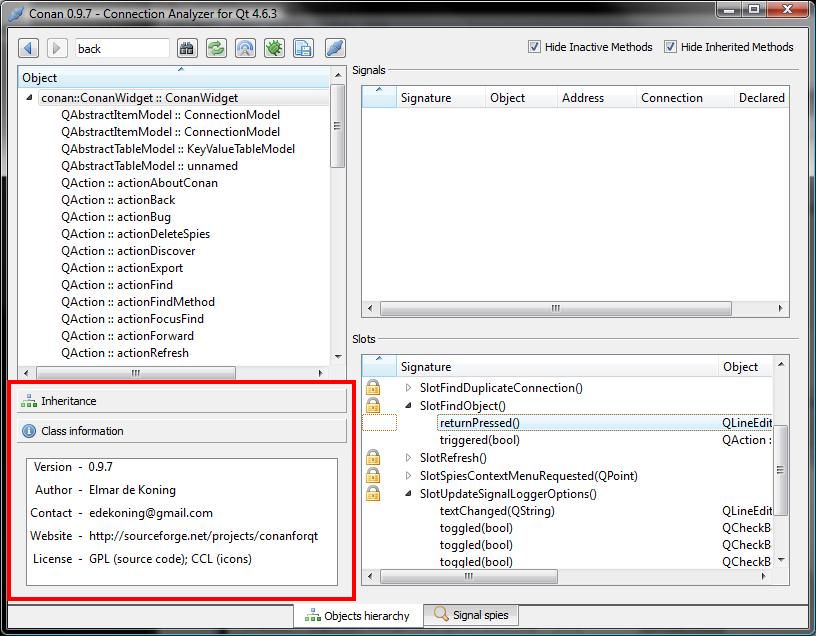 Conan 0.9.7 - Connection Analyzer for Qt 4.6.3
back
Hide Inactive Methods
Hide Inherited Methods
Object
conan::ConanWidget :: ConanWidget
QAbstractItemModel :: ConnectionModel
QAbstractItemModel :: ConnectionModel
QAbstractTableModel :: KeyValueTableModel
QAbstractTableModel :: unnamed
QAction :: actionAboutConan
QAction :: actionBack
QAction :: actionBug
QAction :: actionDeleteSpies
QAction :: actionDiscover
QAction :: actionExport
QAction :: actionFind
QAction :: actionFindMethod
QAction :: actionFocusFind
QAction :: actionForward
QAction :: actionRefresh
Inheritance
Class information
Version - 0.9.7
Author - Elmar de Koning
Contact - edekoning@gmail.com
Website - http://sourceforge.net/projects/conanforqt
License - GPL (source code); CCL (icons)
Signals
Signature Object Address Connection Declared
Slots
Signature Object
SlotFindDuplicateConnection()
SlotFindObject()
returnPressed() QLineEdit
triggered(bool) QAction :
SlotRefresh()
SlotSpiesContextMenuRequested(QPoint)
SlotUpdateSignalLoggerOptions()
textChanged(QString) QLineEdit
toggled(bool) QCheckB
toggled(bool) QCheckB
toggled(bool) QCheckB
Objects hierarchy
Signal spies